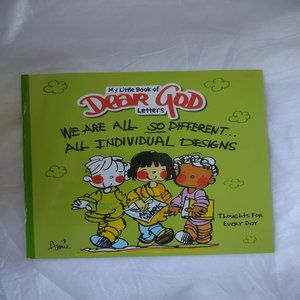 My Little Book of
Dear God
Letters
WE ARE ALL SO DIFFERENT...
ALL INDIVIDUAL DESIGNS
THOUGHTS FOR
EVERY DAY
Annie